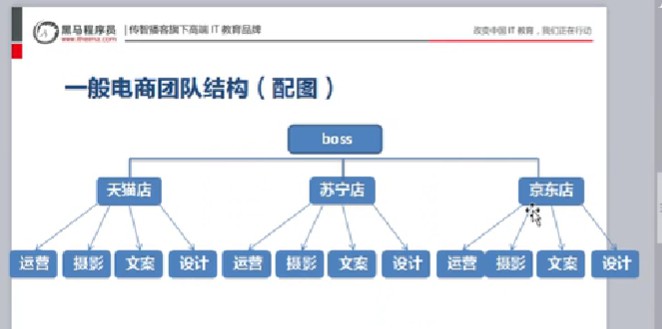 黑马程序员 传智播客旗下高端IT教育品牌 改变中国IT教育，我们正在行动
www.itheima.com
一般电商团队结构（配图）
boss
天猫店 苏宁店 京东店
运营 摄影 文案 设计 运营 摄影 文案 设计 运营 摄影 文案 设计